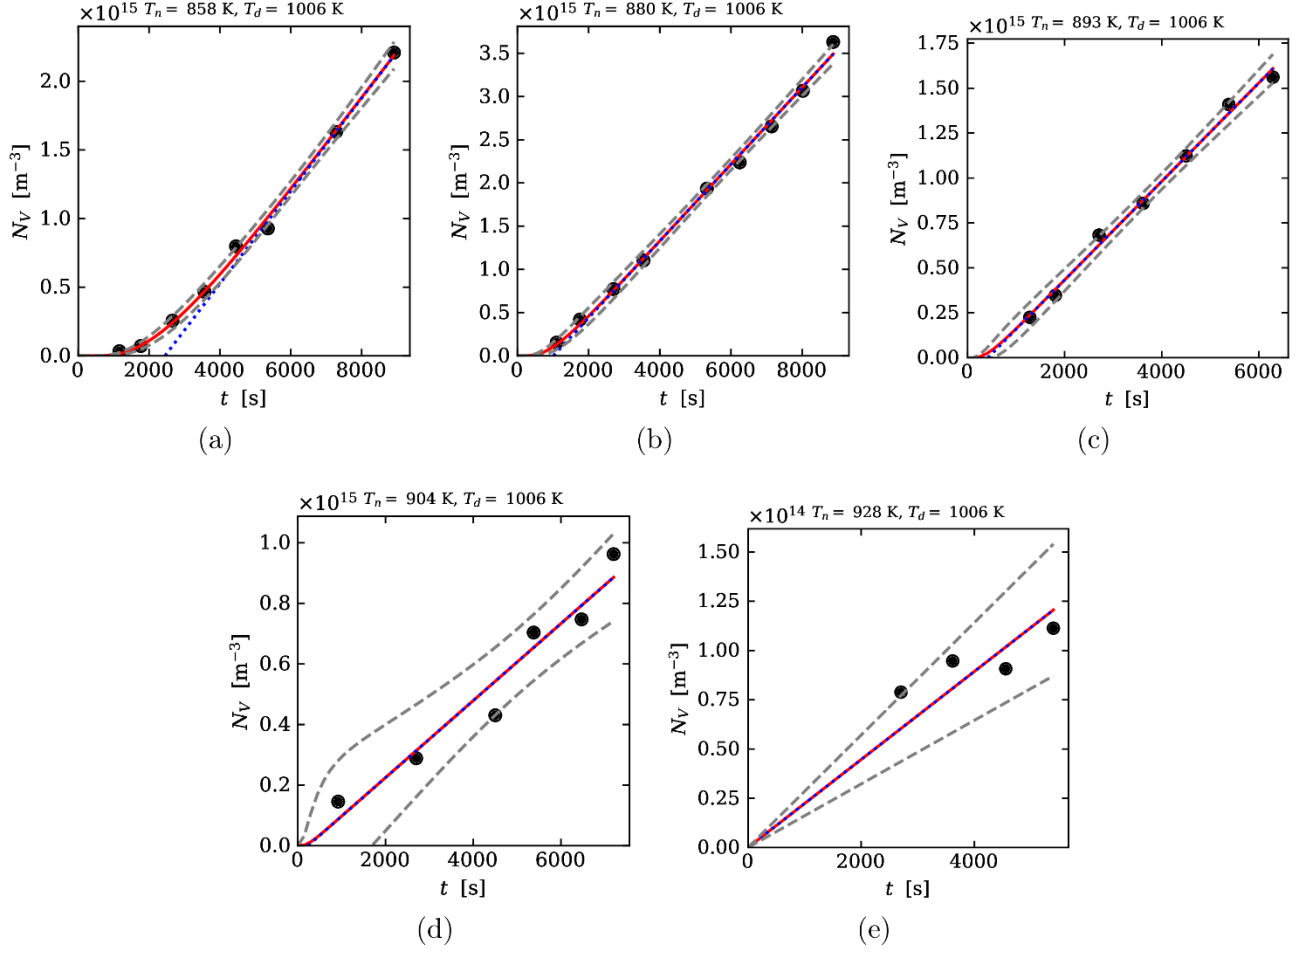 ×10¹⁵ Tₙ = 858 K, T_d = 1006 K
2.0
1.5
1.0
0.5
0.0
N_V [m⁻³]
0 2000 4000 6000 8000
t [s]
(a)
×10¹⁵ Tₙ = 880 K, T_d = 1006 K
3.5
3.0
2.5
2.0
1.5
1.0
0.5
0.0
N_V [m⁻³]
0 2000 4000 6000 8000
t [s]
(b)
×10¹⁵ Tₙ = 893 K, T_d = 1006 K
1.75
1.50
1.25
1.00
0.75
0.50
0.25
0.00
N_V [m⁻³]
0 2000 4000 6000
t [s]
(c)
×10¹⁵ Tₙ = 904 K, T_d = 1006 K
1.0
0.8
0.6
0.4
0.2
0.0
N_V [m⁻³]
0 2000 4000 6000
t [s]
(d)
×10¹⁴ Tₙ = 928 K, T_d = 1006 K
1.50
1.25
1.00
0.75
0.50
0.25
0.00
N_V [m⁻³]
0 2000 4000
t [s]
(e)